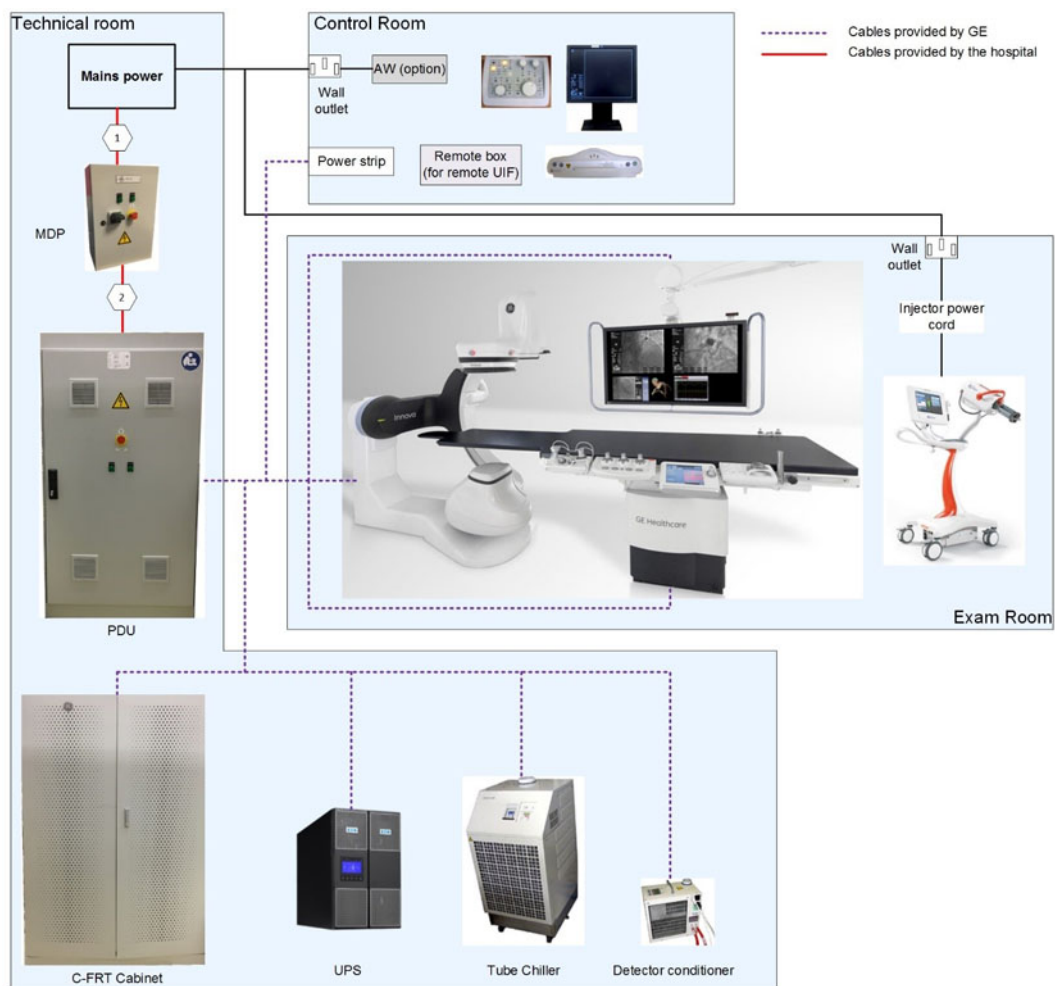 Technical room
Control Room
Cables provided by GE
Cables provided by the hospital
Mains power
AW (option)
Wall
outlet
1
Power strip
Remote box
(for remote UIF)
MDP
Wall
outlet
2
Injector power
cord
Innova
GE Healthcare
Exam Room
PDU
C-FRT Cabinet
UPS
Tube Chiller
Detector conditioner